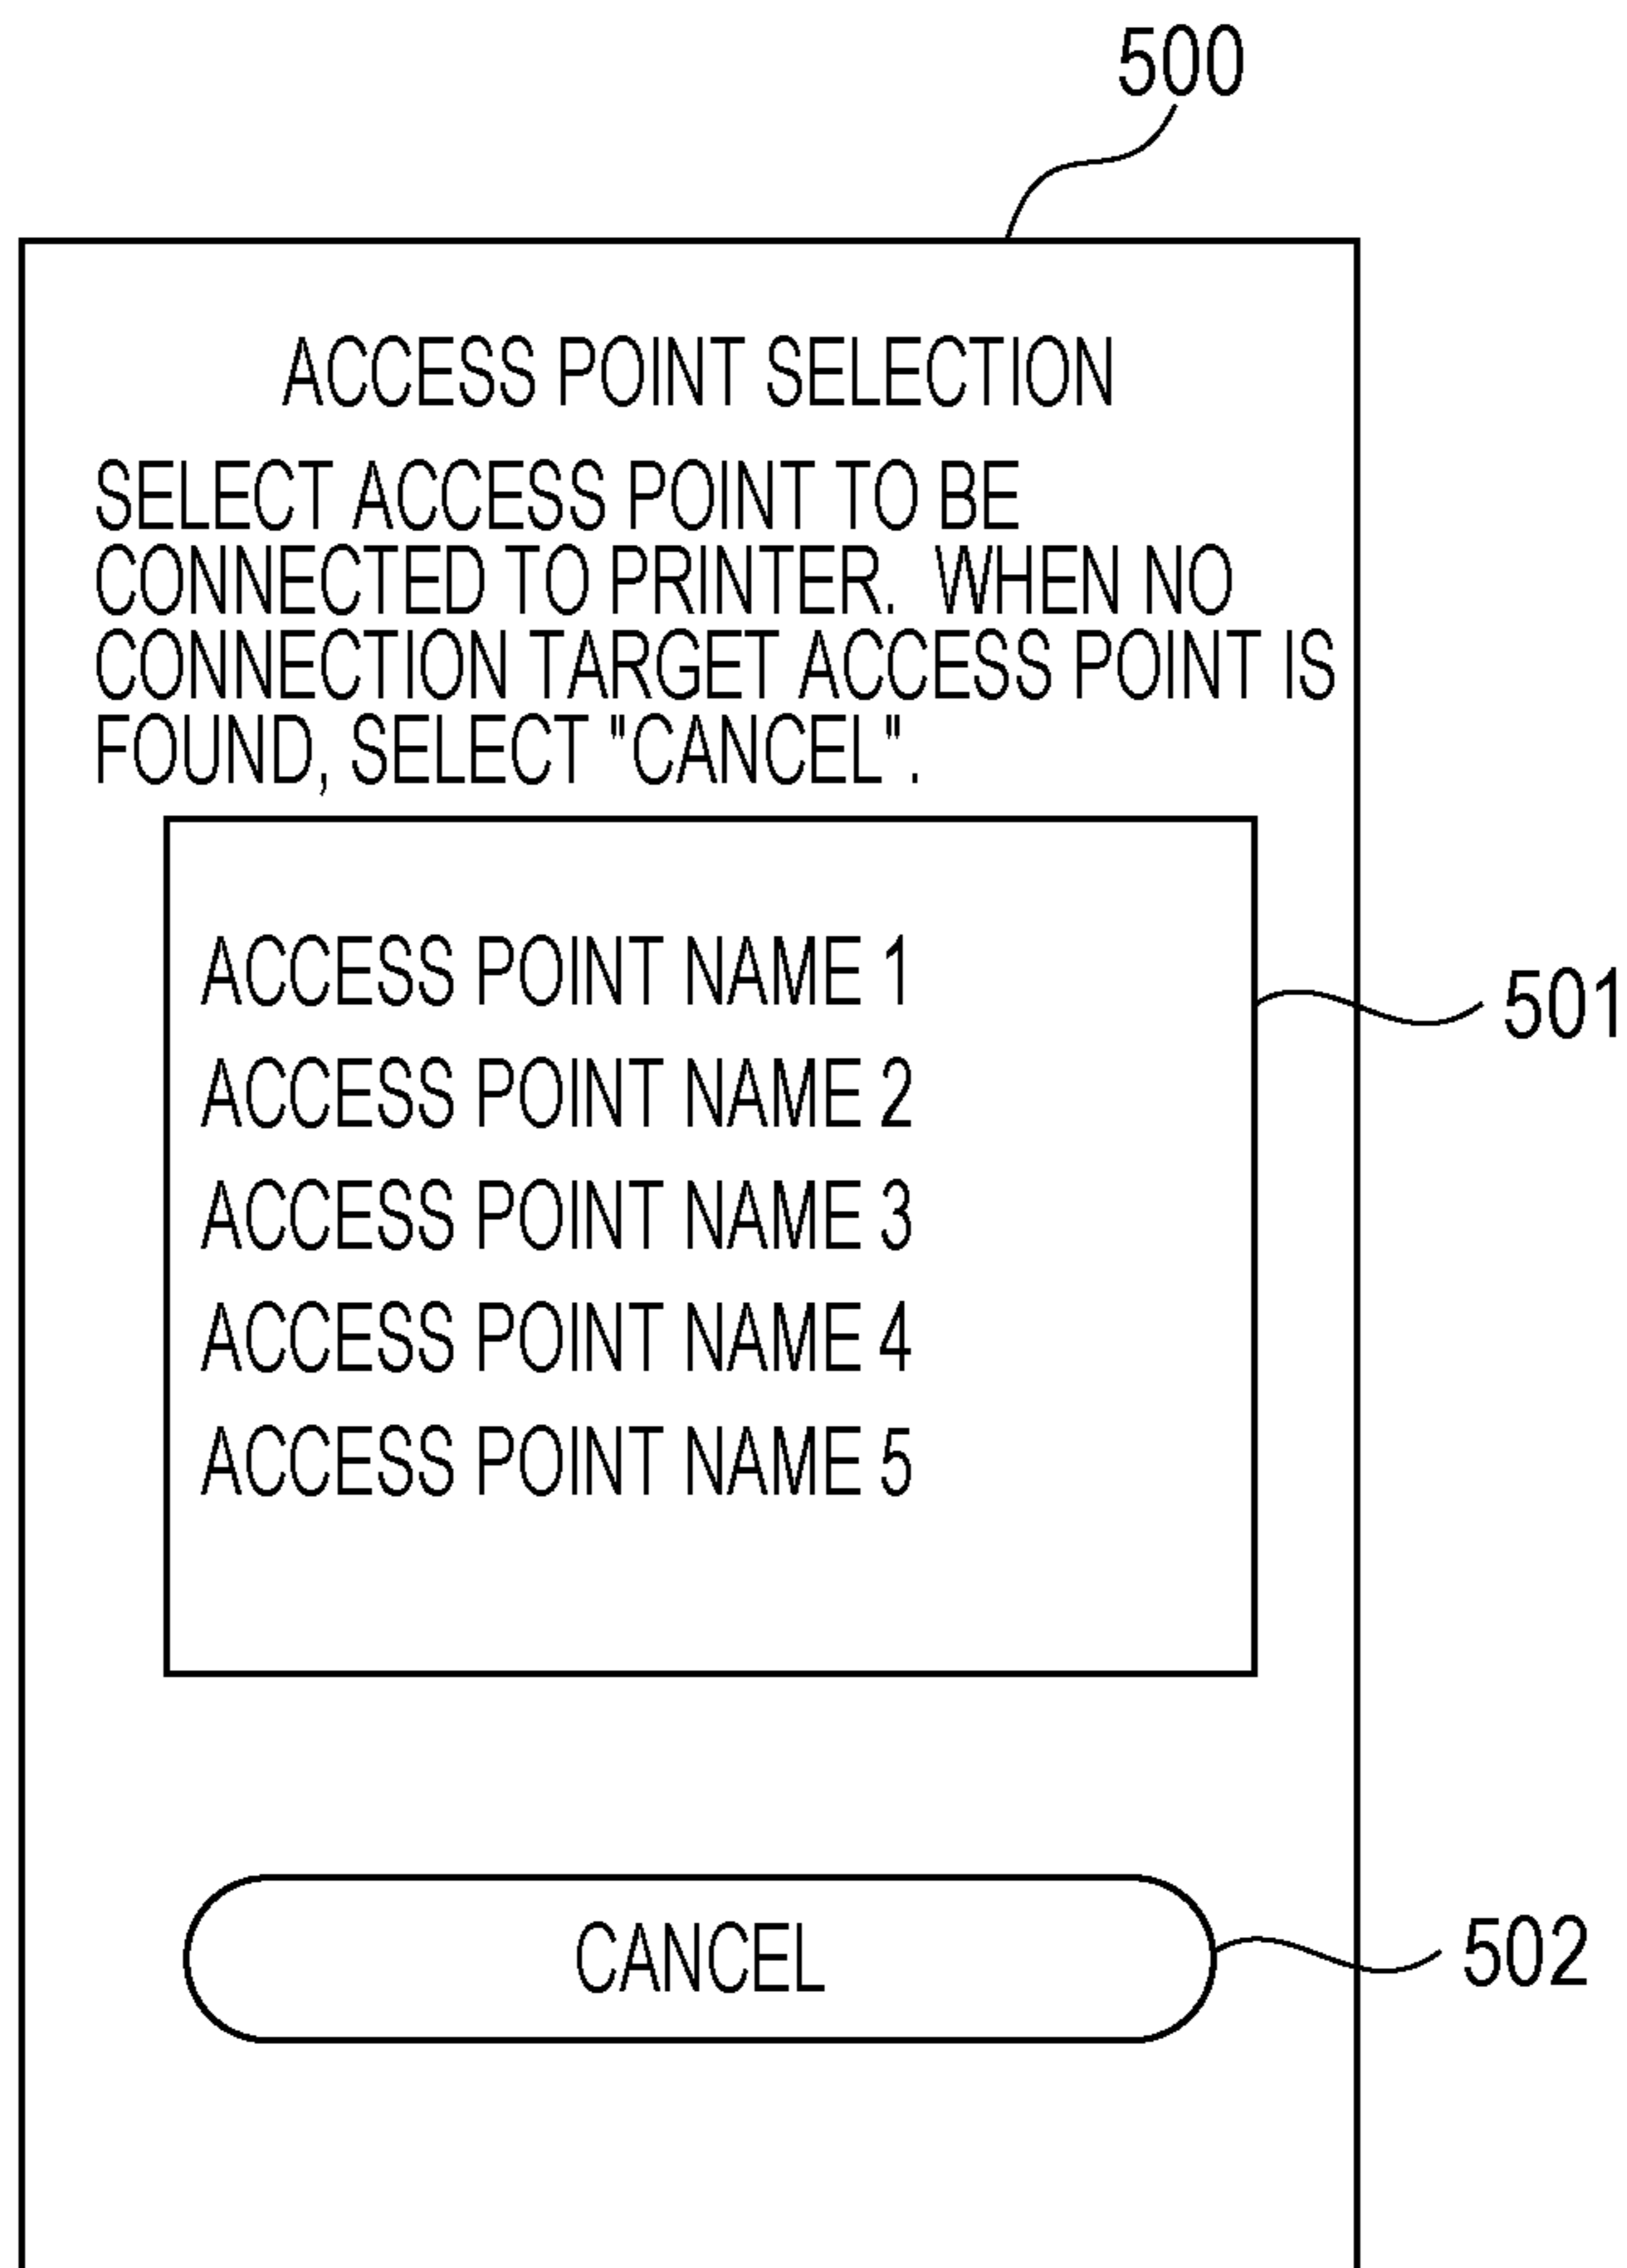 500
ACCESS POINT SELECTION
SELECT ACCESS POINT TO BE
CONNECTED TO PRINTER. WHEN NO
CONNECTION TARGET ACCESS POINT IS
FOUND, SELECT "CANCEL".
ACCESS POINT NAME 1
501
ACCESS POINT NAME 2
ACCESS POINT NAME 3
ACCESS POINT NAME 4
ACCESS POINT NAME 5
CANCEL
502